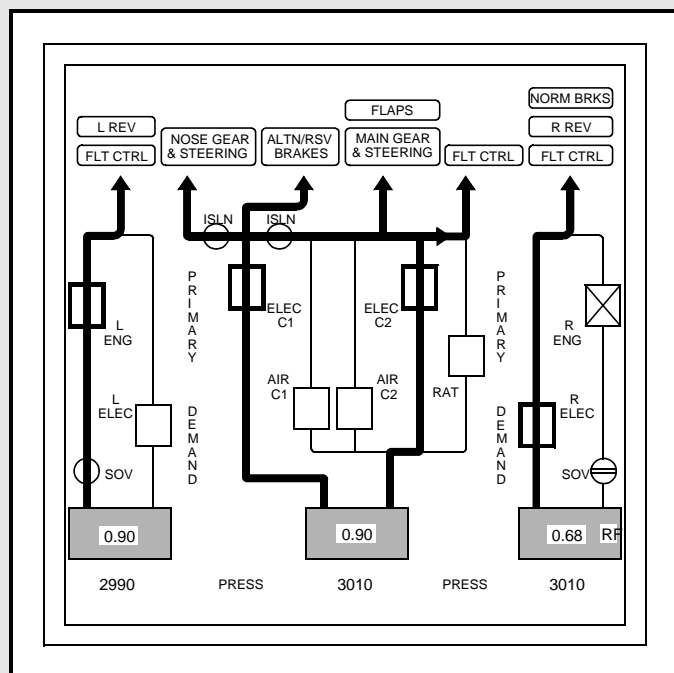 NORM BRKS
FLAPS
L REV
R REV
NOSE GEAR
& STEERING
ALTN/RSV
BRAKES
MAIN GEAR
& STEERING
FLT CTRL
FLT CTRL
FLT CTRL
ISLN
ISLN
PRIMARY
PRIMARY
L
ENG
ELEC
C1
ELEC
C2
R
ENG
AIR
C1
AIR
C2
RAT
L
ELEC
R
ELEC
DEMAND
DEMAND
SOV
SOV
0.90
0.90
0.68
RF
2990
PRESS
3010
PRESS
3010